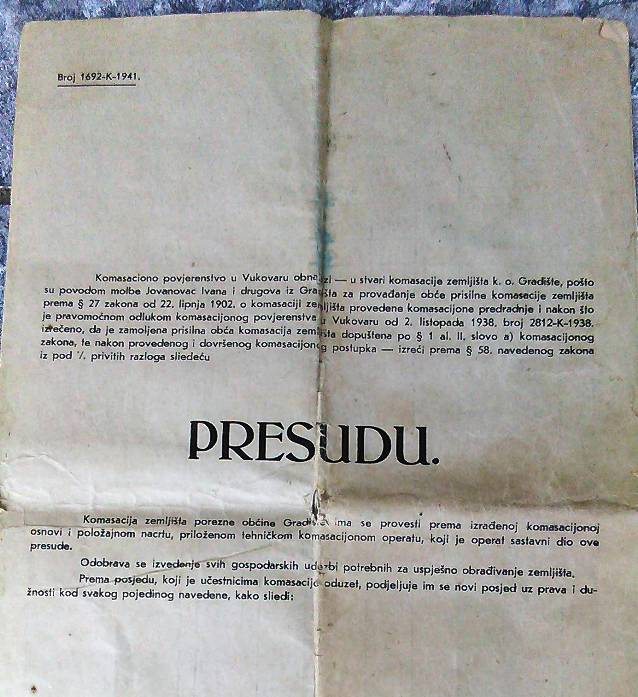 Broj 1692-K-1941.
Komasaciono povjerenstvo u Vukovaru obnalazi — u stvari komasacije zemljišta k. o. Gradište, pošto
su povodom molbe Jovanovac Ivana i drugova iz Gradišta za provađanje obće prisilne komasacije zemljišta
prema § 27 zakona od 22. lipnja 1902. o komasaciji zemljišta provedene komasacione predradnje i nakon što
je pravomoćnom odlukom komasacijonog povjerenstva u Vukovaru od 2. listopada 1938. broj 2812-K-1938.
izrečeno, da je zamoljena prisilna obća komasacija zemljišta dopuštena po § 1 al. II. slovo a) komasacijonog
zakona, te nakon provedenog i dovršenog komasacijonog postupka — izreći prema § 58. navedenog zakona
iz pod ·/. privitih razloga sliedeću
PRESUDU.
Komasacija zemljišta porezne občine Gradište ima se provesti prema izrađenoj komasacijonoj
osnovi i položajnom nacrtu, priloženom tehničkom komasacijonom operatu, koji je operat sastavni dio ove
presude.
Odobrava se izvedenje svih gospodarskih udezbi potrebnih za uspješno obrađivanje zemljišta.
Prema posjedu, koji je učestnicima komasacije oduzet, podjeljuje im se novi posjed uz prava i du-
žnosti kod svakog pojedinog navedene, kako sliedi: